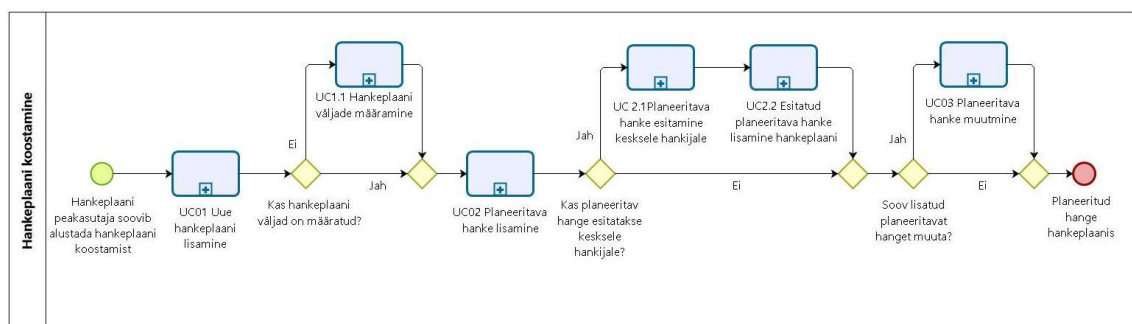 Hankeplaani koostamine
Hankeplaani
peakasutaja soovib
alustada hankeplaani
koostamist
UC01 Uue
hankeplaani
lisamine
Kas hankeplaani
väljad on määratud?
Ei
UC1.1 Hankeplaani
väljade määramine
Jah
UC02 Planeeritava
hanke lisamine
Kas planeeritav
hange esitatakse
kesksele
hankijale?
Jah
UC 2.1Planeeritava
hanke esitamine
kesksele hankijale
UC2.2 Esitatud
planeeritava hanke
lisamine hankeplaani
Ei
Soov lisatud
planeeritavat
hanget muuta?
Jah
UC03 Planeeritava
hanke muutmine
Ei
Planeeritud
hange
hankeplaanis